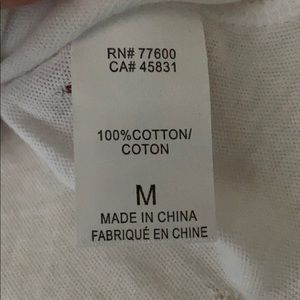 RN# 77600
CA# 45831
100%COTTON/
COTON
M
MADE IN CHINA
FABRIQUÉ EN CHINE